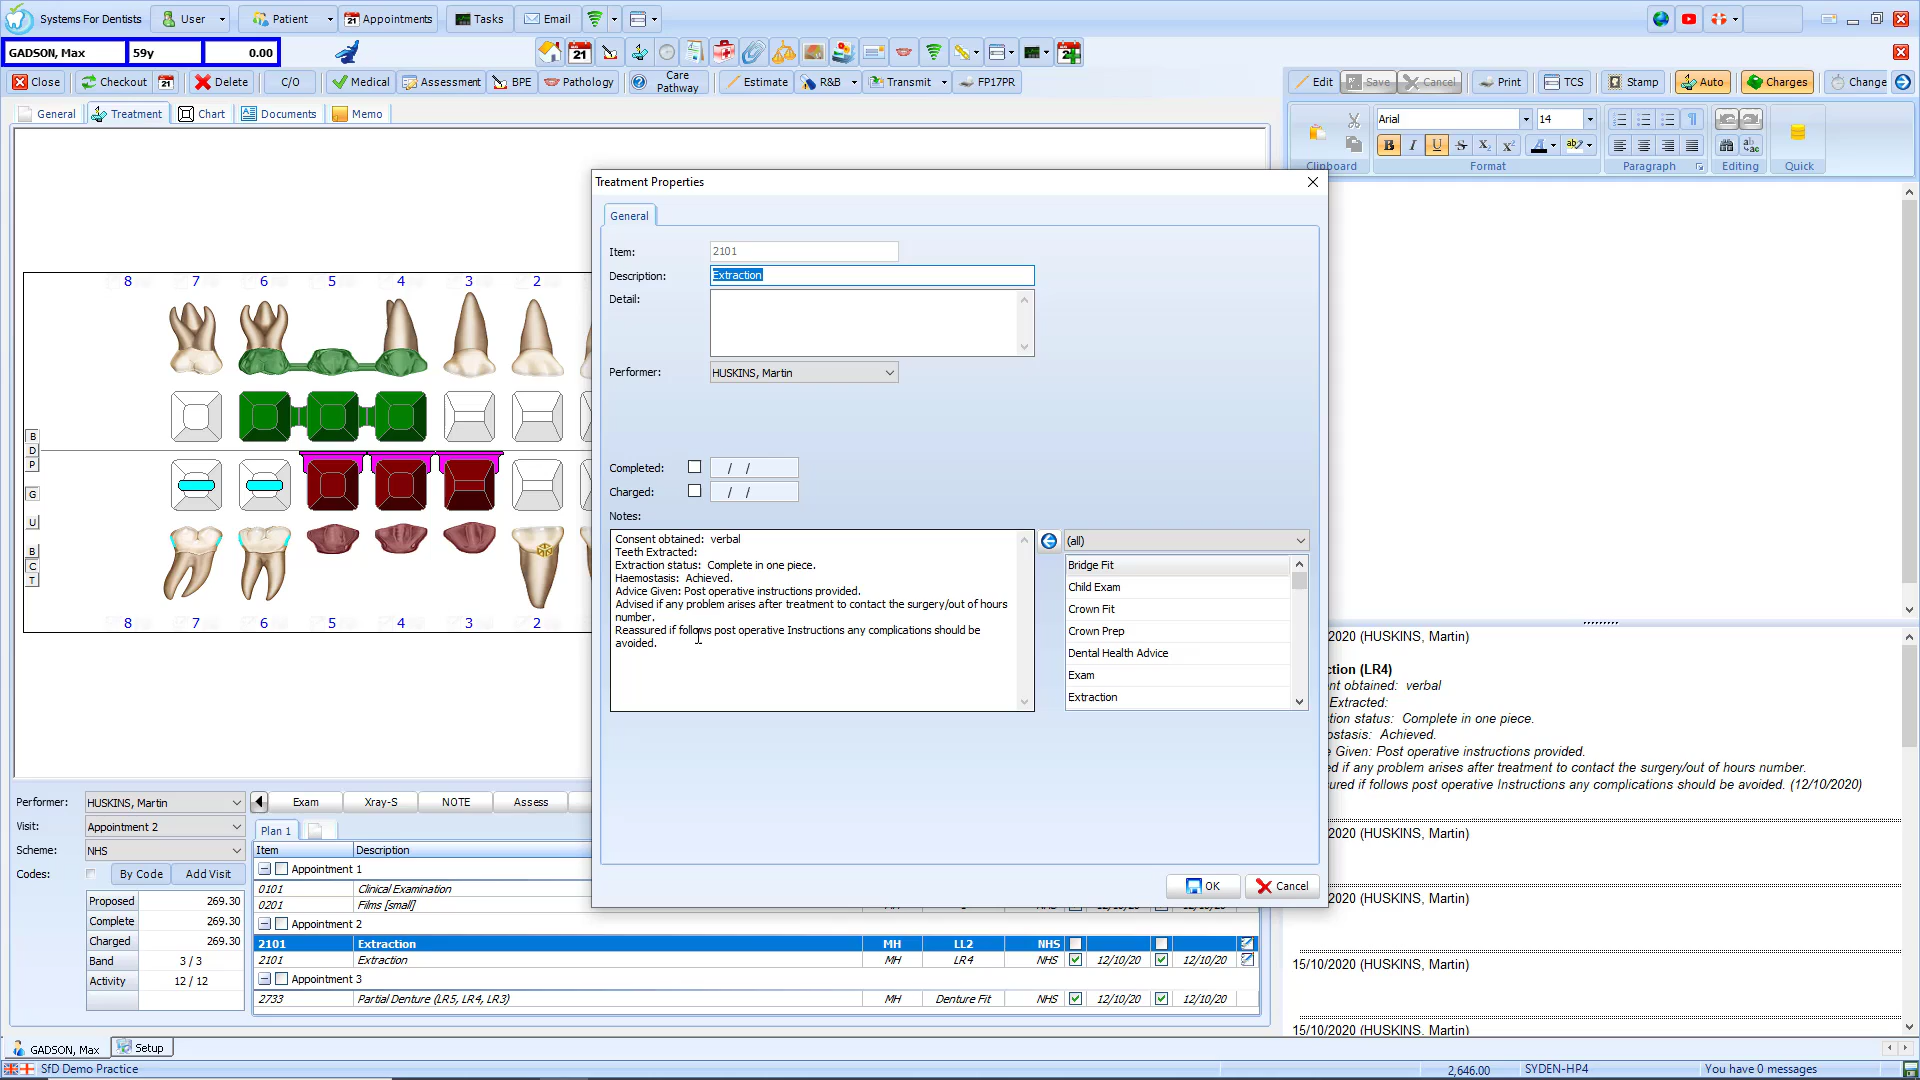 Systems For Dentists User Patient Appointments Tasks Email
GADSON, Max 59y 0.00 21
Close Checkout 21 Delete C/O Medical Assessment BPE Pathology Care Pathway Estimate R&B Transmit FP17PR
Edit Save Cancel Print TCS Stamp Auto Charges Change
General Treatment Chart Documents Memo
Arial 14
B I U S X₂ X²
Clipboard Format Paragraph Editing Quick
Treatment Properties
General
Item: 2101
Description: Extraction
Detail:
Performer: HUSKINS, Martin
Completed: / /
Charged: / /
Notes:
Consent obtained: verbal
Teeth Extracted:
Extraction status: Complete in one piece.
Haemostasis: Achieved.
Advice Given: Post operative instructions provided.
Advised if any problem arises after treatment to contact the surgery/out of hours
number.
Reassured if follows post operative Instructions any complications should be
avoided.
(all)
Bridge Fit
Child Exam
Crown Fit
Crown Prep
Dental Health Advice
Exam
Extraction
OK Cancel
8 7 6 5 4 3 2
B
D
P
G
U
B
C
T
8 7 6 5 4 3 2
2020 (HUSKINS, Martin)
ction (LR4)
nt obtained: verbal
Extracted:
tion status: Complete in one piece.
ostasis: Achieved.
e Given: Post operative instructions provided.
ed if any problem arises after treatment to contact the surgery/out of hours number.
ured if follows post operative Instructions any complications should be avoided. (12/10/2020)
2020 (HUSKINS, Martin)
2020 (HUSKINS, Martin)
15/10/2020 (HUSKINS, Martin)
15/10/2020 (HUSKINS, Martin)
Performer: HUSKINS, Martin
Visit: Appointment 2
Scheme: NHS
Codes: By Code Add Visit
Proposed 269.30
Complete 269.30
Charged 269.30
Band 3 / 3
Activity 12 / 12
Exam Xray-S NOTE Assess
Plan 1
Item Description
Appointment 1
0101 Clinical Examination
0201 Films [small]
Appointment 2
2101 Extraction MH LL2 NHS
2101 Extraction MH LR4 NHS 12/10/20 12/10/20
Appointment 3
2733 Partial Denture (LR5, LR4, LR3) MH Denture Fit NHS 12/10/20 12/10/20
GADSON, Max Setup
SfD Demo Practice 2,646.00 SYDEN-HP4 You have 0 messages